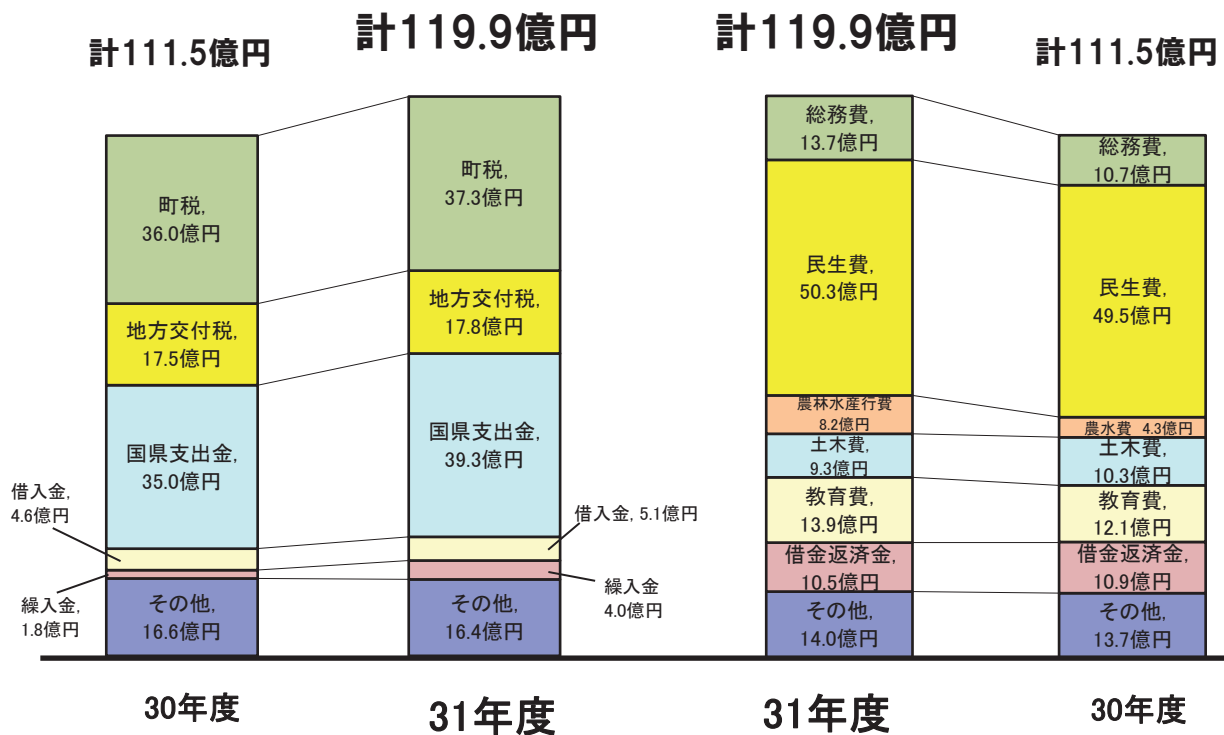 計111.5億円
計119.9億円
計119.9億円
計111.5億円
町税,
36.0億円
地方交付税,
17.5億円
国県支出金,
35.0億円
借入金,
4.6億円
繰入金,
1.8億円
その他,
16.6億円
町税,
37.3億円
地方交付税,
17.8億円
国県支出金,
39.3億円
借入金, 5.1億円
繰入金
4.0億円
その他,
16.4億円
総務費,
13.7億円
民生費,
50.3億円
農林水産行費
8.2億円
土木費,
9.3億円
教育費,
13.9億円
借金返済金,
10.5億円
その他,
14.0億円
総務費,
10.7億円
民生費,
49.5億円
農水費 4.3億円
土木費,
10.3億円
教育費,
12.1億円
借金返済金,
10.9億円
その他,
13.7億円
30年度
31年度
31年度
30年度